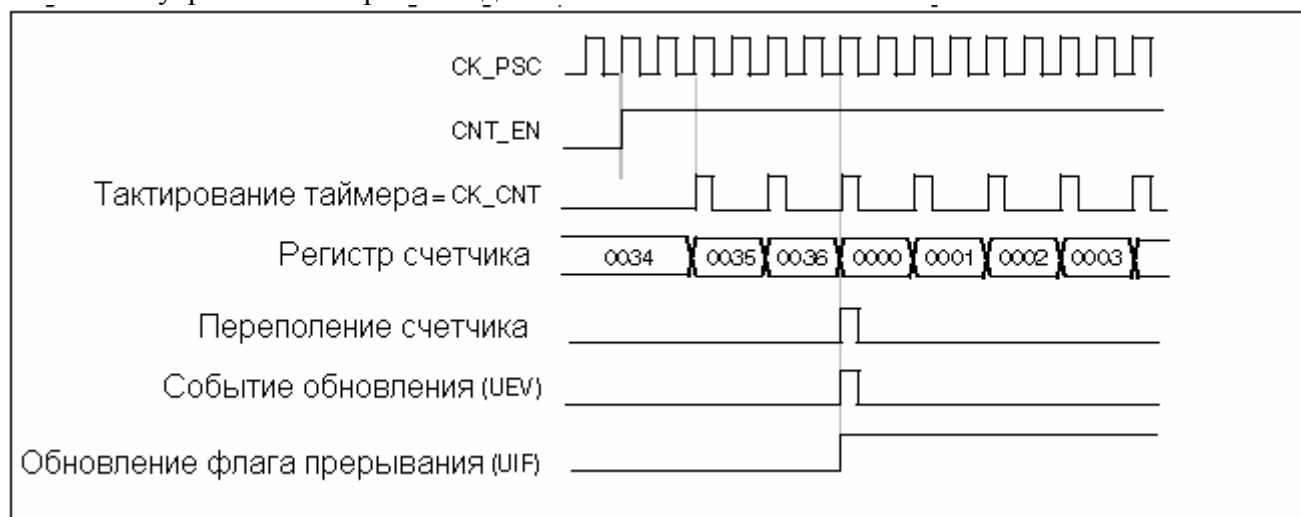 CK_PSC
CNT_EN
Тактирование таймера= CK_CNT
Регистр счетчика 0034 0035 0036 0000 0001 0002 0003
Переполение счетчика
Событие обновления (UEV)
Обновление флага прерывания (UIF)